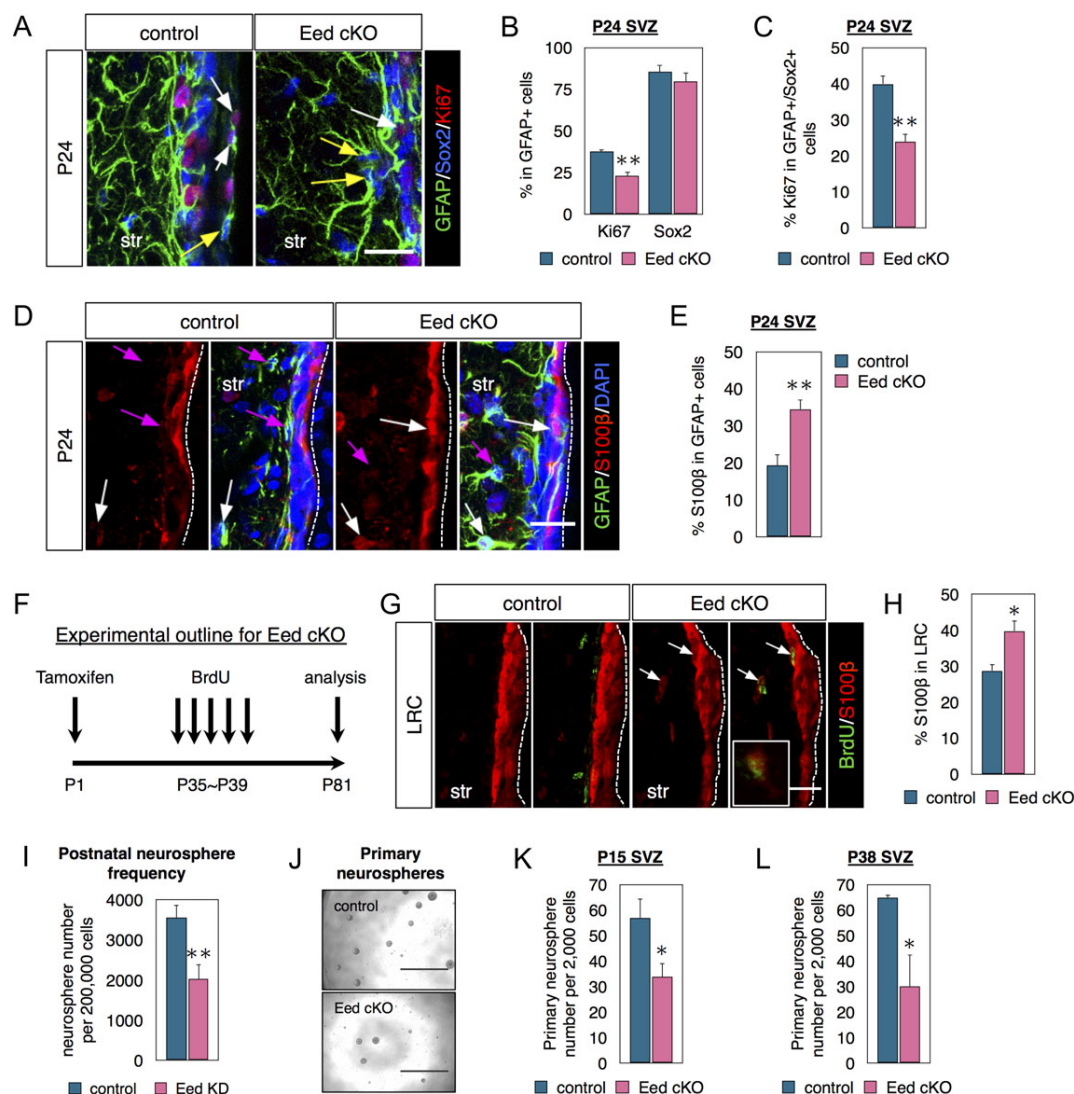 A
control
Eed cKO
P24
str
str
GFAP/Sox2/Ki67
B
P24 SVZ
% in GFAP+ cells
100
75
50
25
0
**
Ki67
Sox2
control
Eed cKO
C
P24 SVZ
% Ki67 in GFAP+/Sox2+
cells
50
40
30
20
10
0
**
control
Eed cKO
D
control
Eed cKO
P24
str
str
GFAP/S100β/DAPI
E
P24 SVZ
% S100β in GFAP+ cells
50
40
30
20
10
0
**
control
Eed cKO
F
Experimental outline for Eed cKO
Tamoxifen
BrdU
analysis
P1
P35~P39
P81
G
control
Eed cKO
LRC
str
str
BrdU/S100β
H
% S100β in LRC
50
40
30
20
10
0
*
control
Eed cKO
I
Postnatal neurosphere
frequency
neurosphere number
per 200,000 cells
4000
3000
2000
1000
0
**
control
Eed KD
J
Primary
neurospheres
control
Eed cKO
K
P15 SVZ
Primary neurosphere
number per 2,000 cells
70
60
50
40
30
20
10
0
*
control
Eed cKO
L
P38 SVZ
Primary neurosphere
number per 2,000 cells
70
60
50
40
30
20
10
0
*
control
Eed cKO